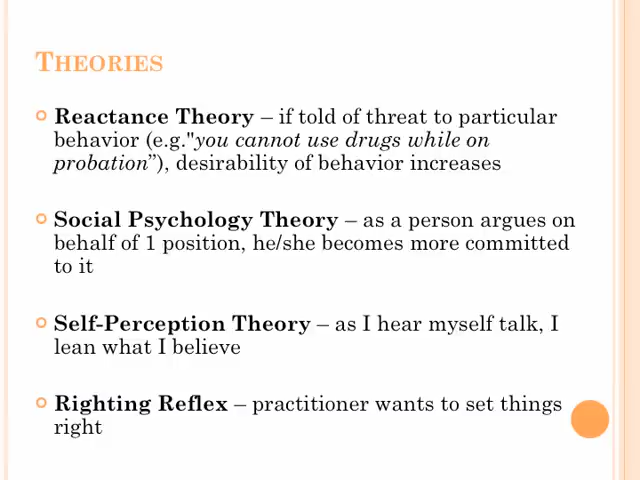 THEORIES
Reactance Theory – if told of threat to particular
behavior (e.g."you cannot use drugs while on
probation”), desirability of behavior increases
Social Psychology Theory – as a person argues on
behalf of 1 position, he/she becomes more committed
to it
Self-Perception Theory – as I hear myself talk, I
lean what I believe
Righting Reflex – practitioner wants to set things
right